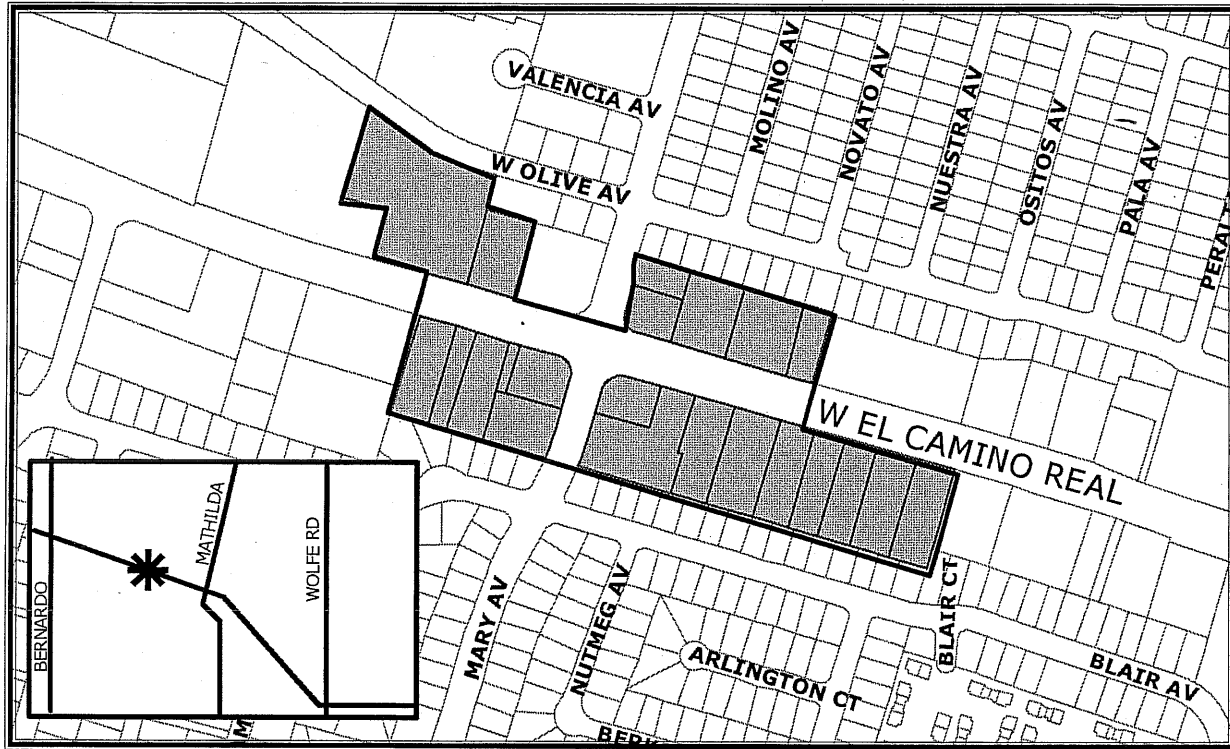 VALENCIA AV
W OLIVE AV
MOLINO AV
NOVATO AV
NUESTRA AV
OSITOS AV
PALA AV
W EL CAMINO REAL
MARY AV
NUTMEG AV
ARLINGTON CT
BLAIR CT
BLAIR AV
BERNARDO
MATHILDA
WOLFE RD